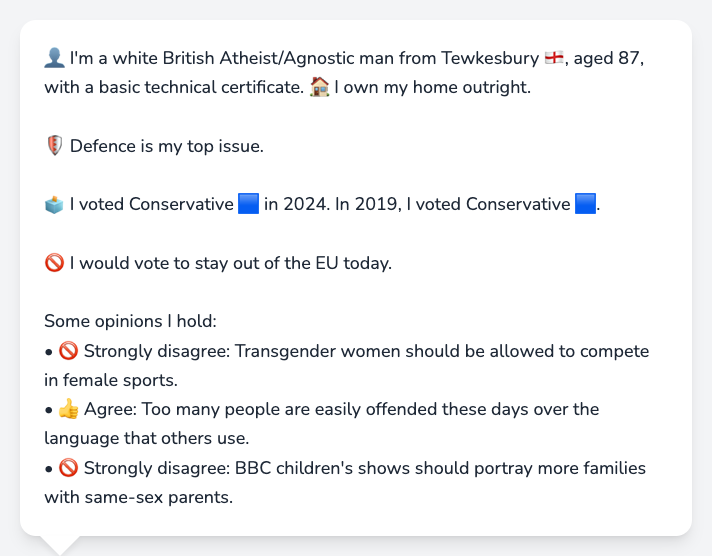 👤 I'm a white British Atheist/Agnostic man from Tewkesbury 🏴󠁧󠁢󠁥󠁮󠁧󠁿, aged 87,
with a basic technical certificate. 🏠 I own my home outright.
🛡️ Defence is my top issue.
🗳️ I voted Conservative 🟦 in 2024. In 2019, I voted Conservative 🟦.
🚫 I would vote to stay out of the EU today.
Some opinions I hold:
• 🚫 Strongly disagree: Transgender women should be allowed to compete
in female sports.
• 👍 Agree: Too many people are easily offended these days over the
language that others use.
• 🚫 Strongly disagree: BBC children's shows should portray more families
with same-sex parents.